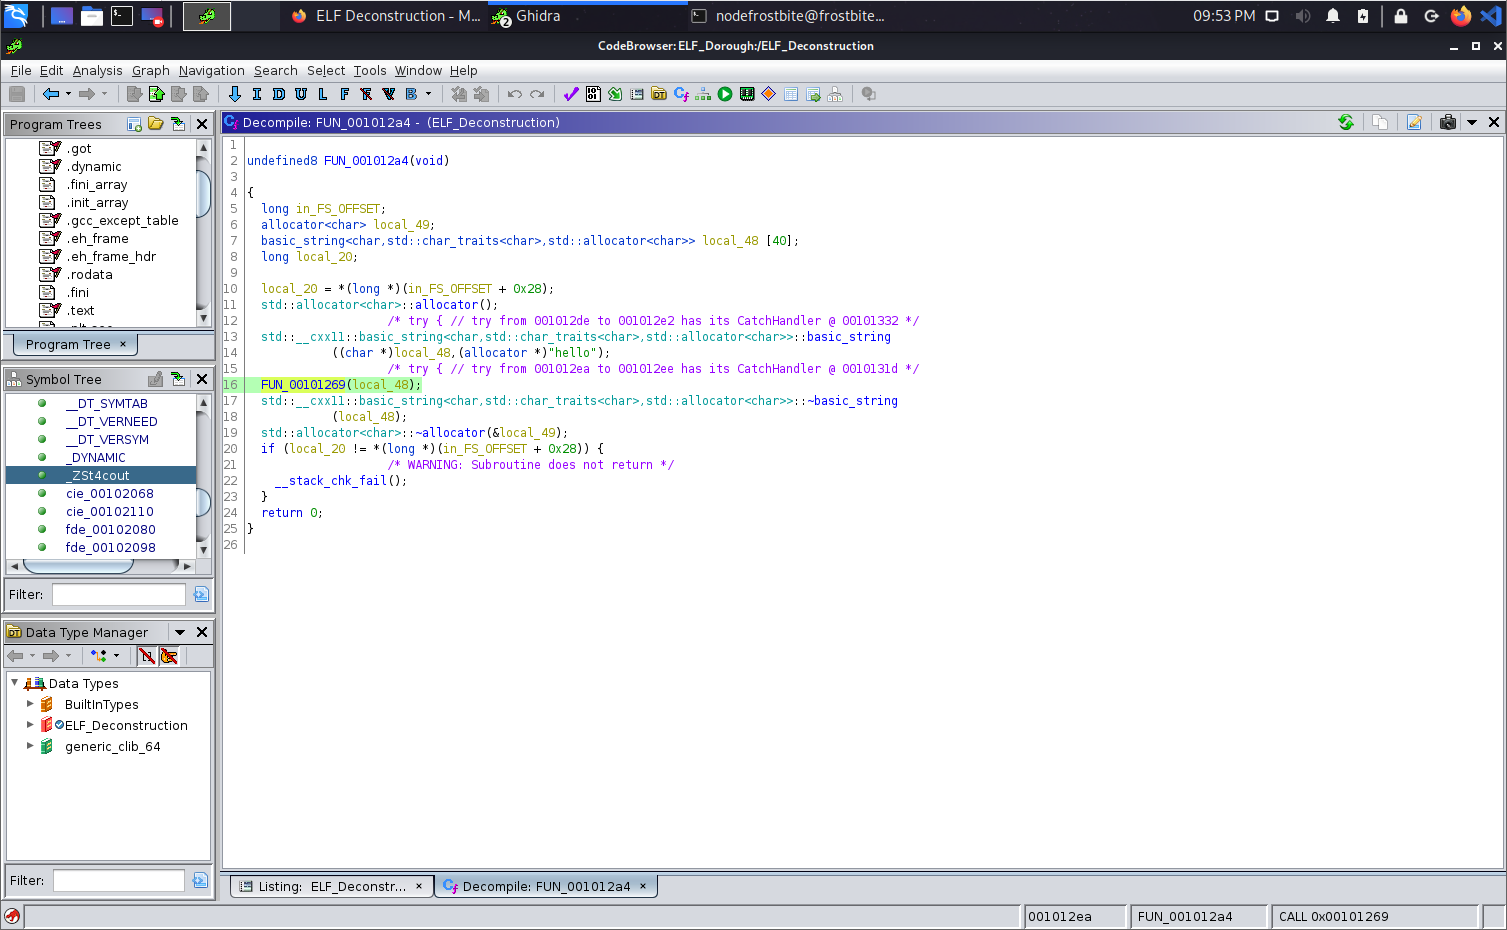 ELF Deconstruction - M...
Ghidra
2
nodefrostbite@frostbite...
09:53 PM
CodeBrowser: ELF_Dorough:/ELF_Deconstruction
File Edit Analysis Graph Navigation Search Select Tools Window Help
I D U L F F V B
Program Trees
.got
.dynamic
.fini_array
.init_array
.gcc_except_table
.eh_frame
.eh_frame_hdr
.rodata
.fini
.text
Program Tree ×
Symbol Tree
__DT_SYMTAB
__DT_VERNEED
__DT_VERSYM
_DYNAMIC
_ZSt4cout
cie_00102068
cie_00102110
fde_00102080
fde_00102098
Filter:
Data Type Manager
Data Types
BuiltInTypes
ELF_Deconstruction
generic_clib_64
Filter:
Decompile: FUN_001012a4 - (ELF_Deconstruction)
1
2 undefined8 FUN_001012a4(void)
3
4 {
5 long in_FS_OFFSET;
6 allocator<char> local_49;
7 basic_string<char,std::char_traits<char>,std::allocator<char>> local_48 [40];
8 long local_20;
9
10 local_20 = *(long *)(in_FS_OFFSET + 0x28);
11 std::allocator<char>::allocator();
12 /* try { // try from 001012de to 001012e2 has its CatchHandler @ 00101332 */
13 std::__cxx11::basic_string<char,std::char_traits<char>,std::allocator<char>>::basic_string
14 ((char *)local_48,(allocator *)"hello");
15 /* try { // try from 001012ea to 001012ee has its CatchHandler @ 0010131d */
16 FUN_00101269(local_48);
17 std::__cxx11::basic_string<char,std::char_traits<char>,std::allocator<char>>::~basic_string
18 (local_48);
19 std::allocator<char>::~allocator(&local_49);
20 if (local_20 != *(long *)(in_FS_OFFSET + 0x28)) {
21 /* WARNING: Subroutine does not return */
22 __stack_chk_fail();
23 }
24 return 0;
25 }
26
Listing: ELF_Deconstr... ×
Decompile: FUN_001012a4 ×
001012ea
FUN_001012a4
CALL 0x00101269